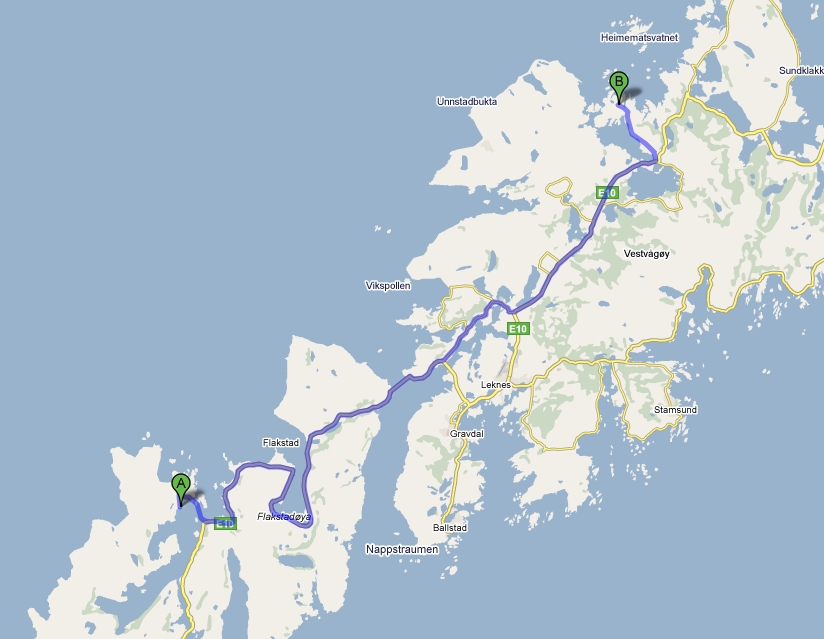 Heimematsvatnet
Sundklakk
B
Unnstadbukta
E10
Vestvågøy
Vikspollen
E10
Leknes
Stamsund
Gravdal
Flakstad
A
Flakstadøya
E10
Ballstad
Nappstraumen